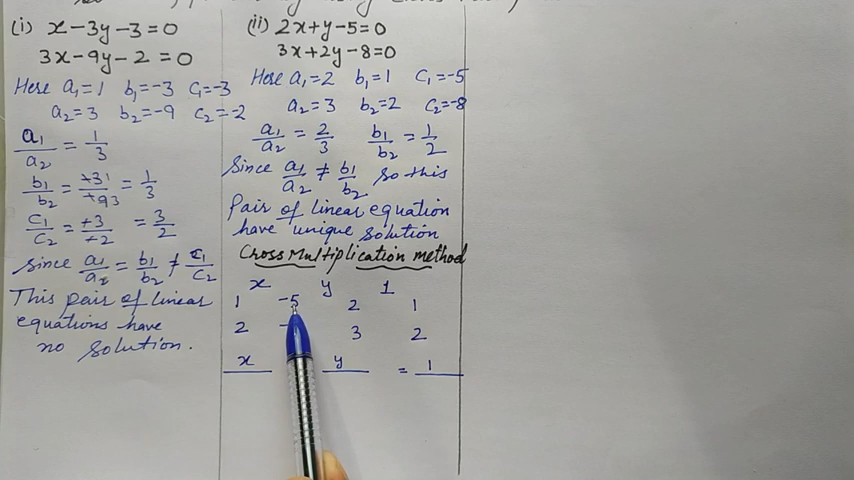 (i) x-3y-3=0
3x-9y-2=0
Here a₁=1 b₁=-3 c₁=-3
a₂=3 b₂=-9 c₂=-2
a₁/a₂ = 1/3
b₁/b₂ = +3¹/+9₃ = 1/3
c₁/c₂ = +3/+2 = 3/2
since a₁/a₂ = b₁/b₂ ≠ c₁/c₂
This pair of linear
equations have
no solution.
(ii) 2x+y-5=0
3x+2y-8=0
Here a₁=2 b₁=1 c₁=-5
a₂=3 b₂=2 c₂=-8
a₁/a₂ = 2/3 b₁/b₂ = 1/2
Since a₁/a₂ ≠ b₁/b₂ so this
Pair of linear equation
have unique solution
Cross Multiplication method
x y 1
1 -5 2 1
2 - 3 2
x y = 1